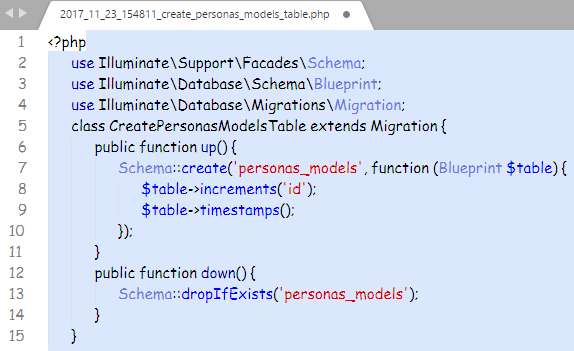 2017_11_23_154811_create_personas_models_table.php
1 <?php
2 use Illuminate\Support\Facades\Schema;
3 use Illuminate\Database\Schema\Blueprint;
4 use Illuminate\Database\Migrations\Migration;
5 class CreatePersonasModelsTable extends Migration {
6 public function up() {
7 Schema::create('personas_models', function (Blueprint $table) {
8 $table->increments('id');
9 $table->timestamps();
10 });
11 }
12 public function down() {
13 Schema::dropIfExists('personas_models');
14 }
15 }